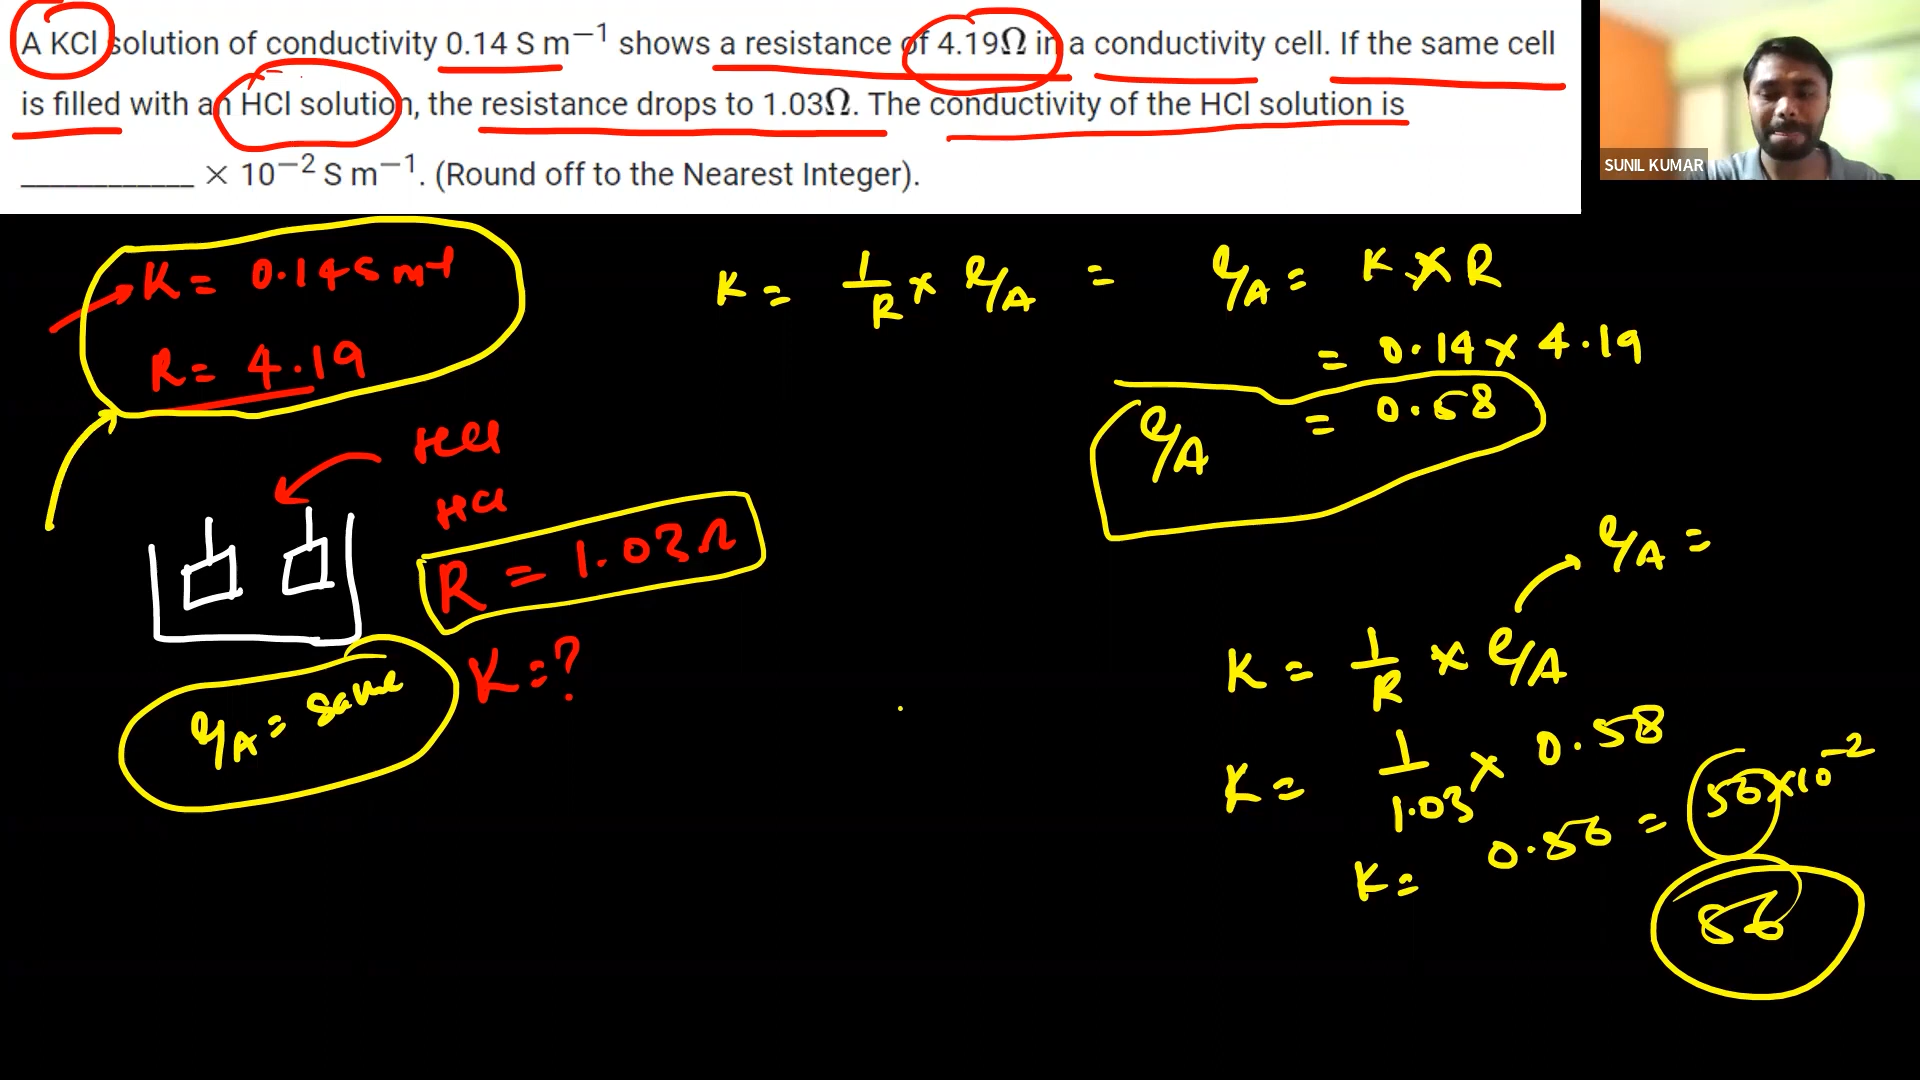 A KCl solution of conductivity 0.14 S m⁻¹ shows a resistance of 4.19Ω in a conductivity cell. If the same cell
is filled with an HCl solution, the resistance drops to 1.03Ω. The conductivity of the HCl solution is
____________ × 10⁻² S m⁻¹. (Round off to the Nearest Integer).
SUNIL KUMAR
K = 0.14 S m⁻¹
R = 4.19
HCl
HCl
R = 1.03Ω
K = ?
ℓ/A = same
K = 1/R × ℓ/A = ℓ/A = K × R
= 0.14 × 4.19
ℓ/A = 0.58
ℓ/A =
K = 1/R × ℓ/A
K = 1/1.03 × 0.58
K = 0.56 = 56×10⁻²
56